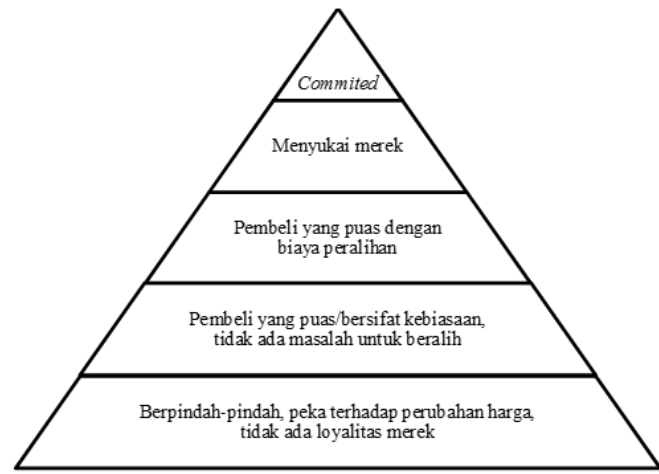 Commited
Menyukai merek
Pembeli yang puas dengan
biaya peralihan
Pembeli yang puas/bersifat kebiasaan,
tidak ada masalah untuk beralih
Berpindah-pindah, peka terhadap perubahan harga,
tidak ada loyalitas merek